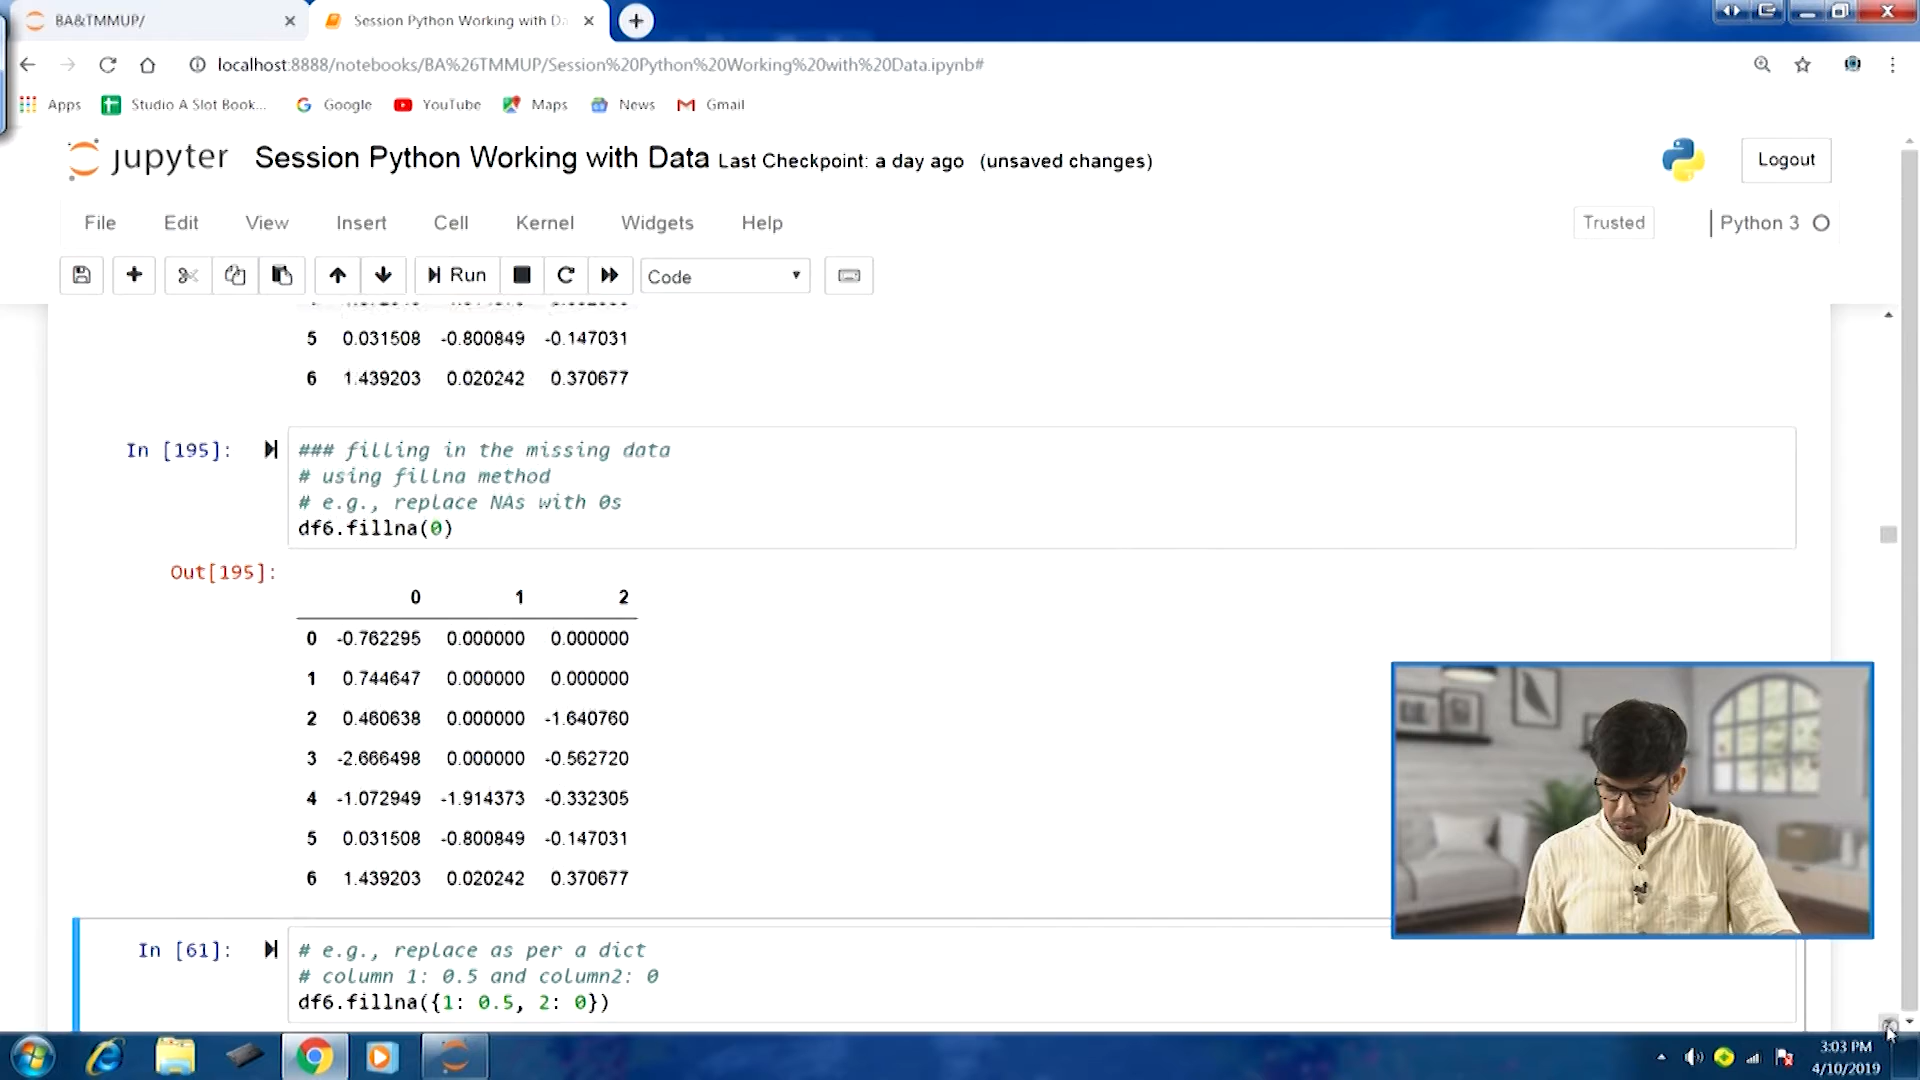 BA&TMMUP/
Session Python Working with Da
localhost:8888/notebooks/BA%26TMMUP/Session%20Python%20Working%20with%20Data.ipynb#
Apps Studio A Slot Book... Google YouTube Maps News Gmail
jupyter Session Python Working with Data Last Checkpoint: a day ago (unsaved changes)
Logout
File Edit View Insert Cell Kernel Widgets Help
Trusted Python 3
Run Code
5 0.031508 -0.800849 -0.147031
6 1.439203 0.020242 0.370677
In [195]:
### filling in the missing data
# using fillna method
# e.g., replace NAs with 0s
df6.fillna(0)
Out[195]:
0 1 2
0 -0.762295 0.000000 0.000000
1 0.744647 0.000000 0.000000
2 0.460638 0.000000 -1.640760
3 -2.666498 0.000000 -0.562720
4 -1.072949 -1.914373 -0.332305
5 0.031508 -0.800849 -0.147031
6 1.439203 0.020242 0.370677
In [61]:
# e.g., replace as per a dict
# column 1: 0.5 and column2: 0
df6.fillna({1: 0.5, 2: 0})
3:03 PM
4/10/2019